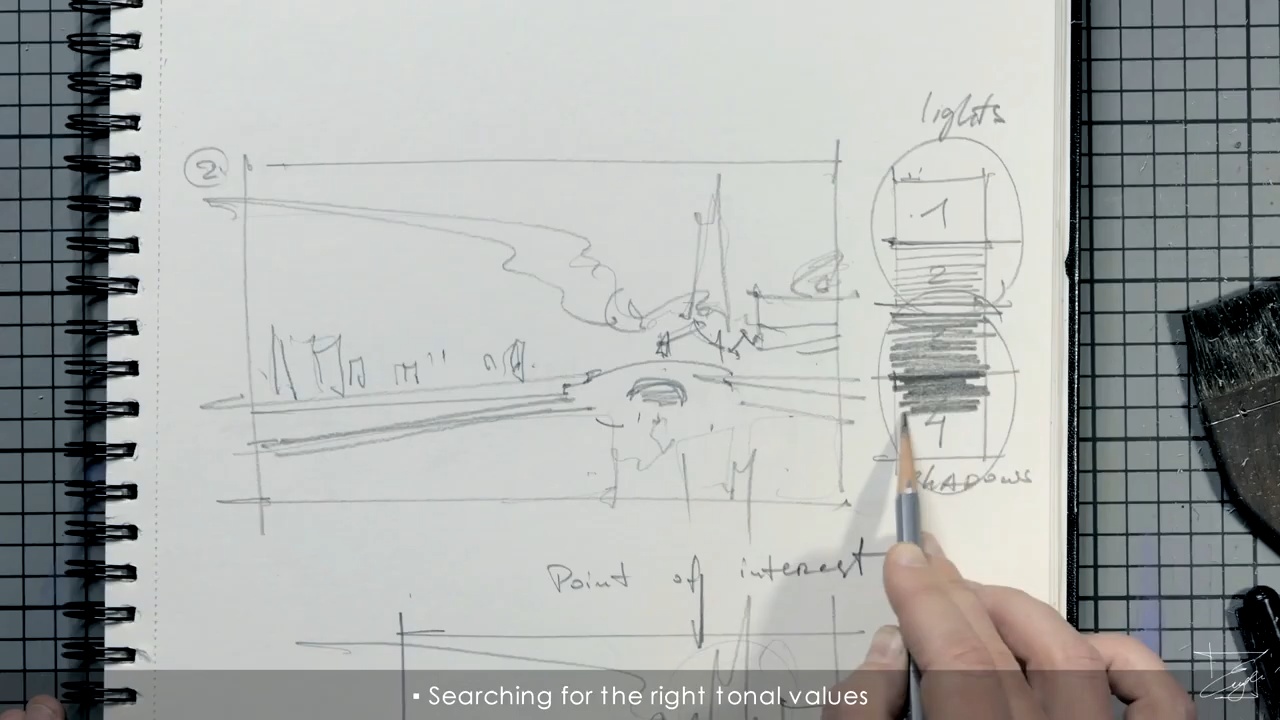 lights
2.
1
2
3
4
shadows
Point of interest
▪ Searching for the right tonal values